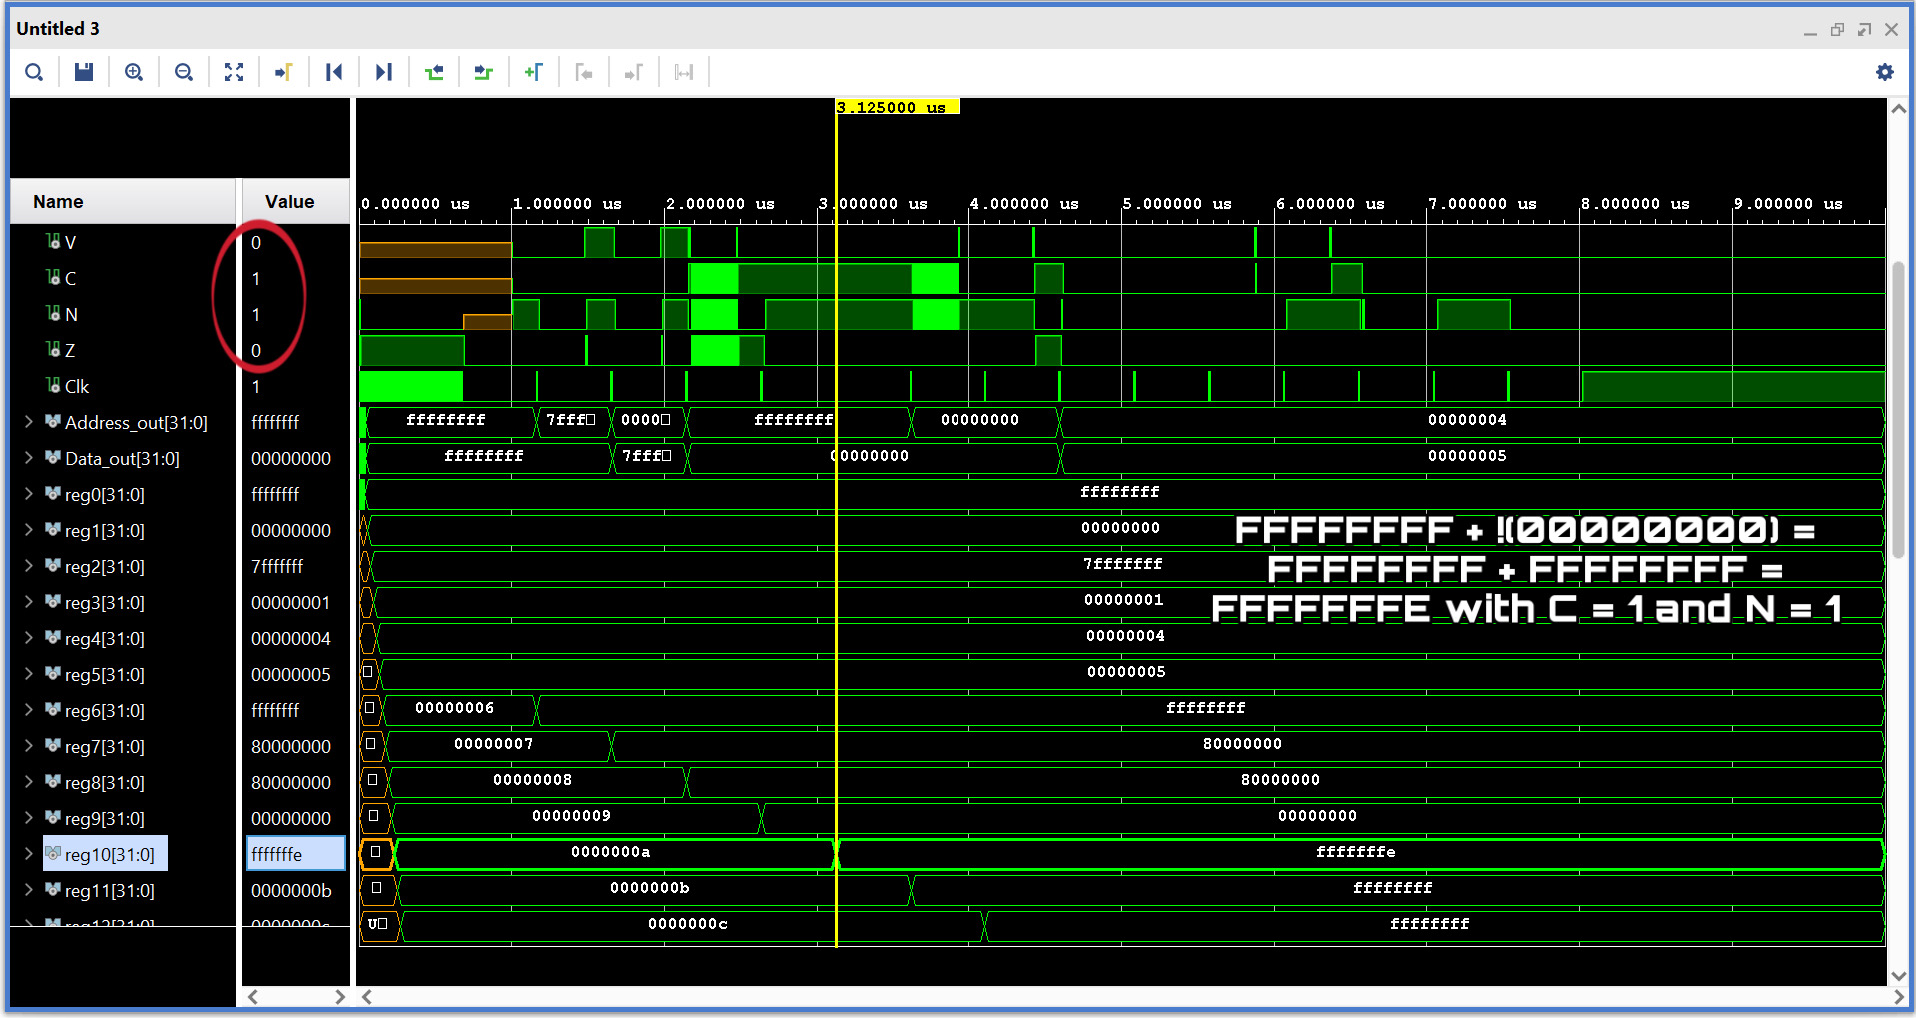 Untitled 3
3.125000 us
Name Value
0.000000 us 1.000000 us 2.000000 us 3.000000 us 4.000000 us 5.000000 us 6.000000 us 7.000000 us 8.000000 us 9.000000 us
V 0
C 1
N 1
Z 0
Clk 1
Address_out[31:0] ffffffff ffffffff 7fff 0000 ffffffff 00000000 00000004
Data_out[31:0] 00000000 ffffffff 7fff 00000000 00000005
reg0[31:0] ffffffff ffffffff
reg1[31:0] 00000000 00000000
reg2[31:0] 7fffffff 7fffffff
reg3[31:0] 00000001 00000001
reg4[31:0] 00000004 00000004
reg5[31:0] 00000005 00000005
reg6[31:0] ffffffff 00000006 ffffffff
reg7[31:0] 80000000 00000007 80000000
reg8[31:0] 80000000 00000008 80000000
reg9[31:0] 00000000 00000009 00000000
reg10[31:0] fffffffe 0000000a fffffffe
reg11[31:0] 0000000b 0000000b ffffffff
reg12[31:0] 0000000c U 0000000c ffffffff
FFFFFFFF + !(00000000) =
FFFFFFFF + FFFFFFFF =
FFFFFFFE with C = 1 and N = 1